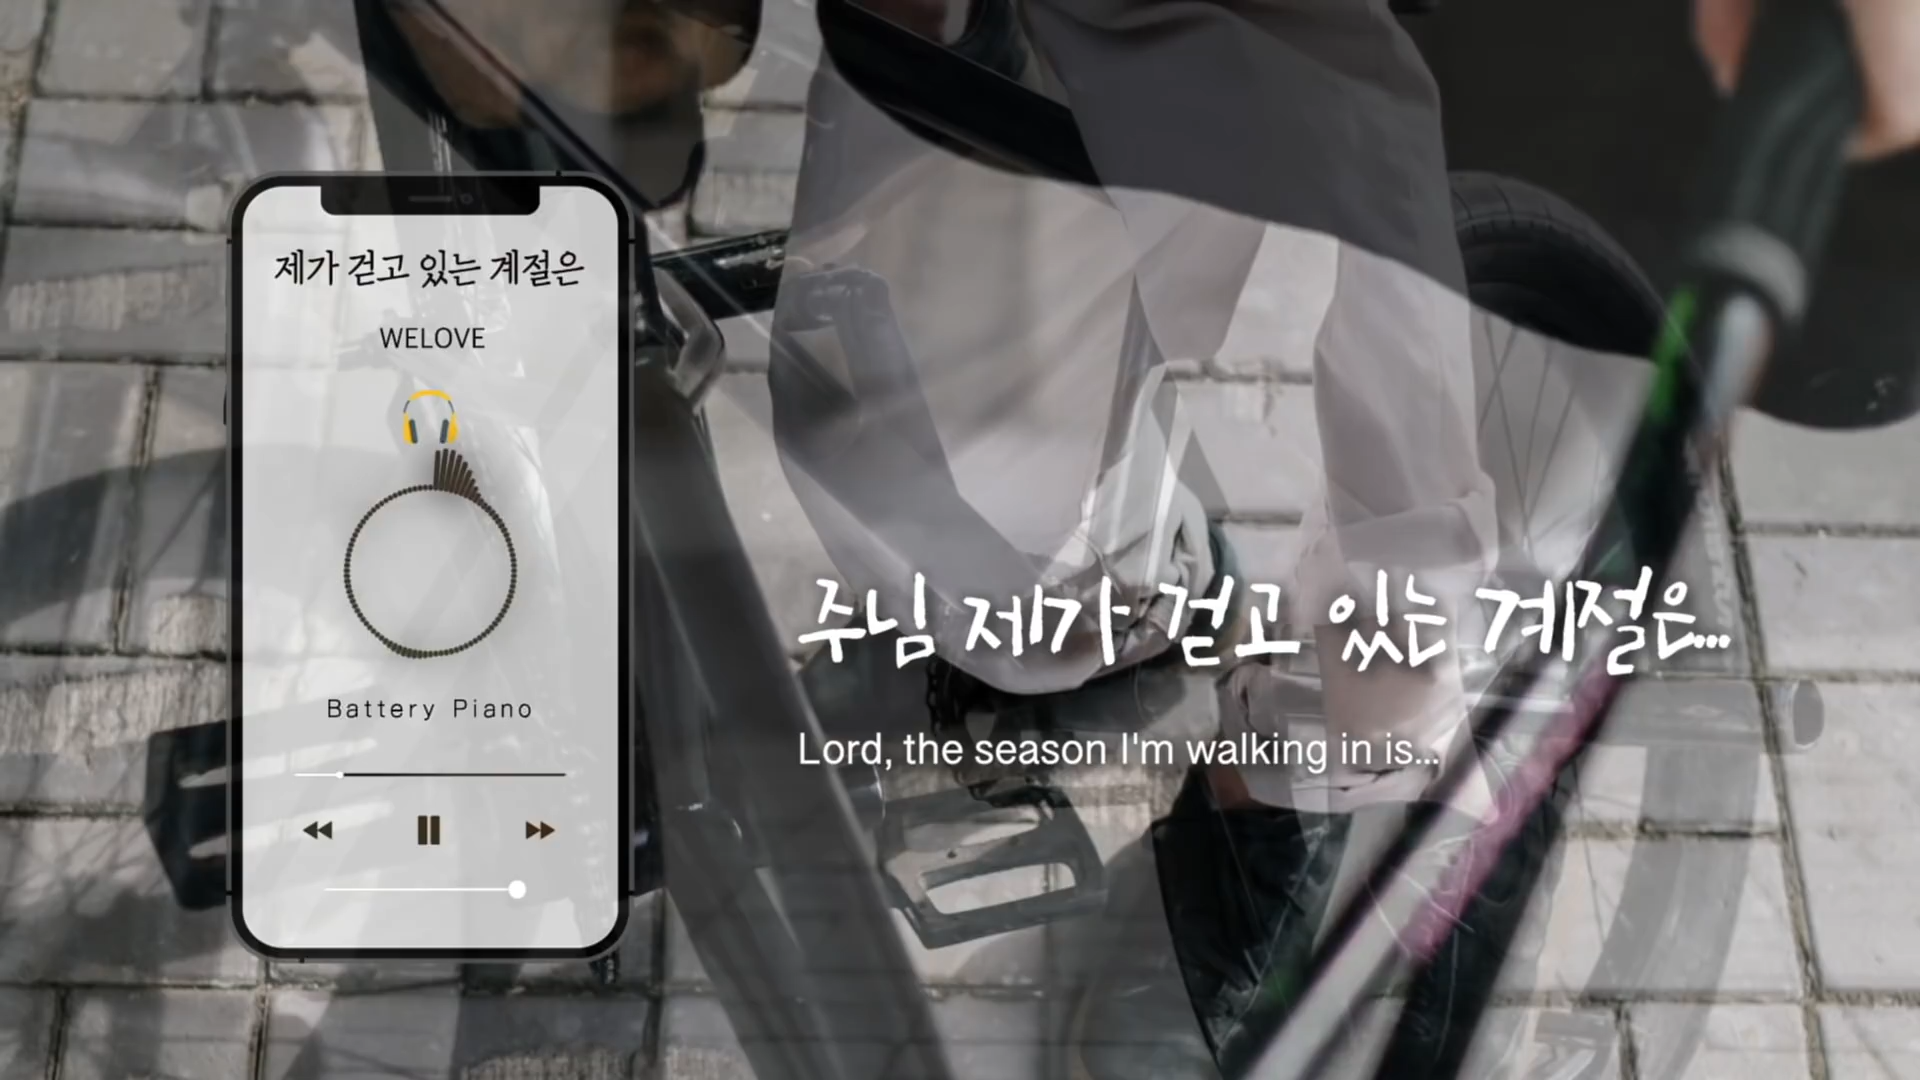 제가 걷고 있는 계절은
WELOVE
Battery Piano
주님 제가 걷고 있는 계절은...
Lord, the season I'm walking in is...